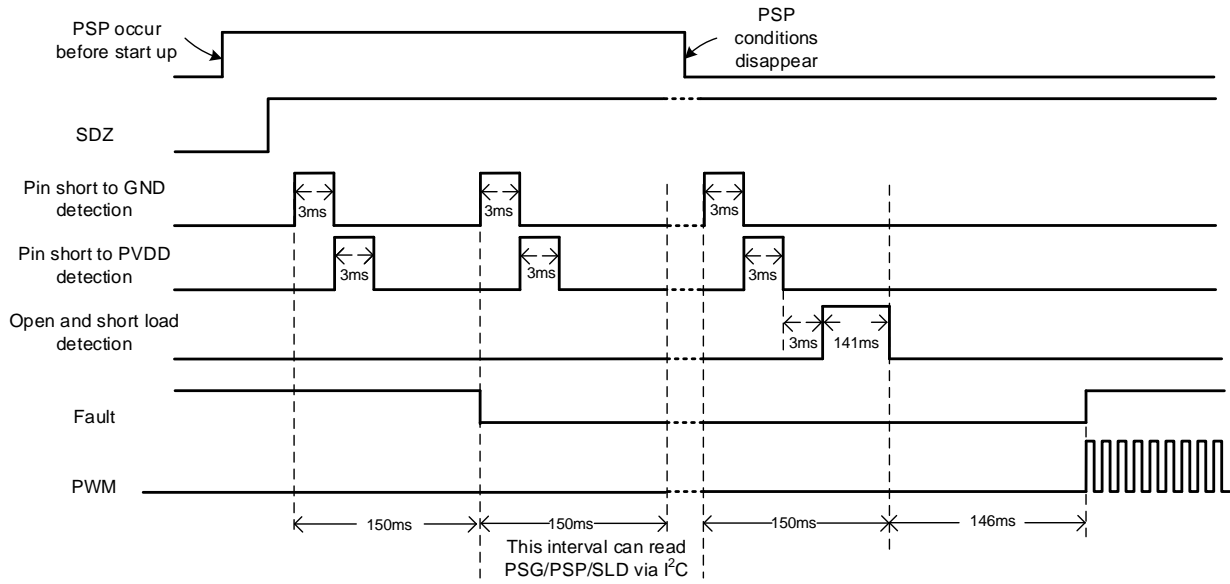 PSP occur
before start up
PSP
conditions
disappear
SDZ
Pin short to GND
detection
3ms
3ms
3ms
Pin short to PVDD
detection
3ms
3ms
3ms
Open and short load
detection
3ms
141ms
Fault
PWM
150ms
150ms
150ms
146ms
This interval can read
PSG/PSP/SLD via I²C